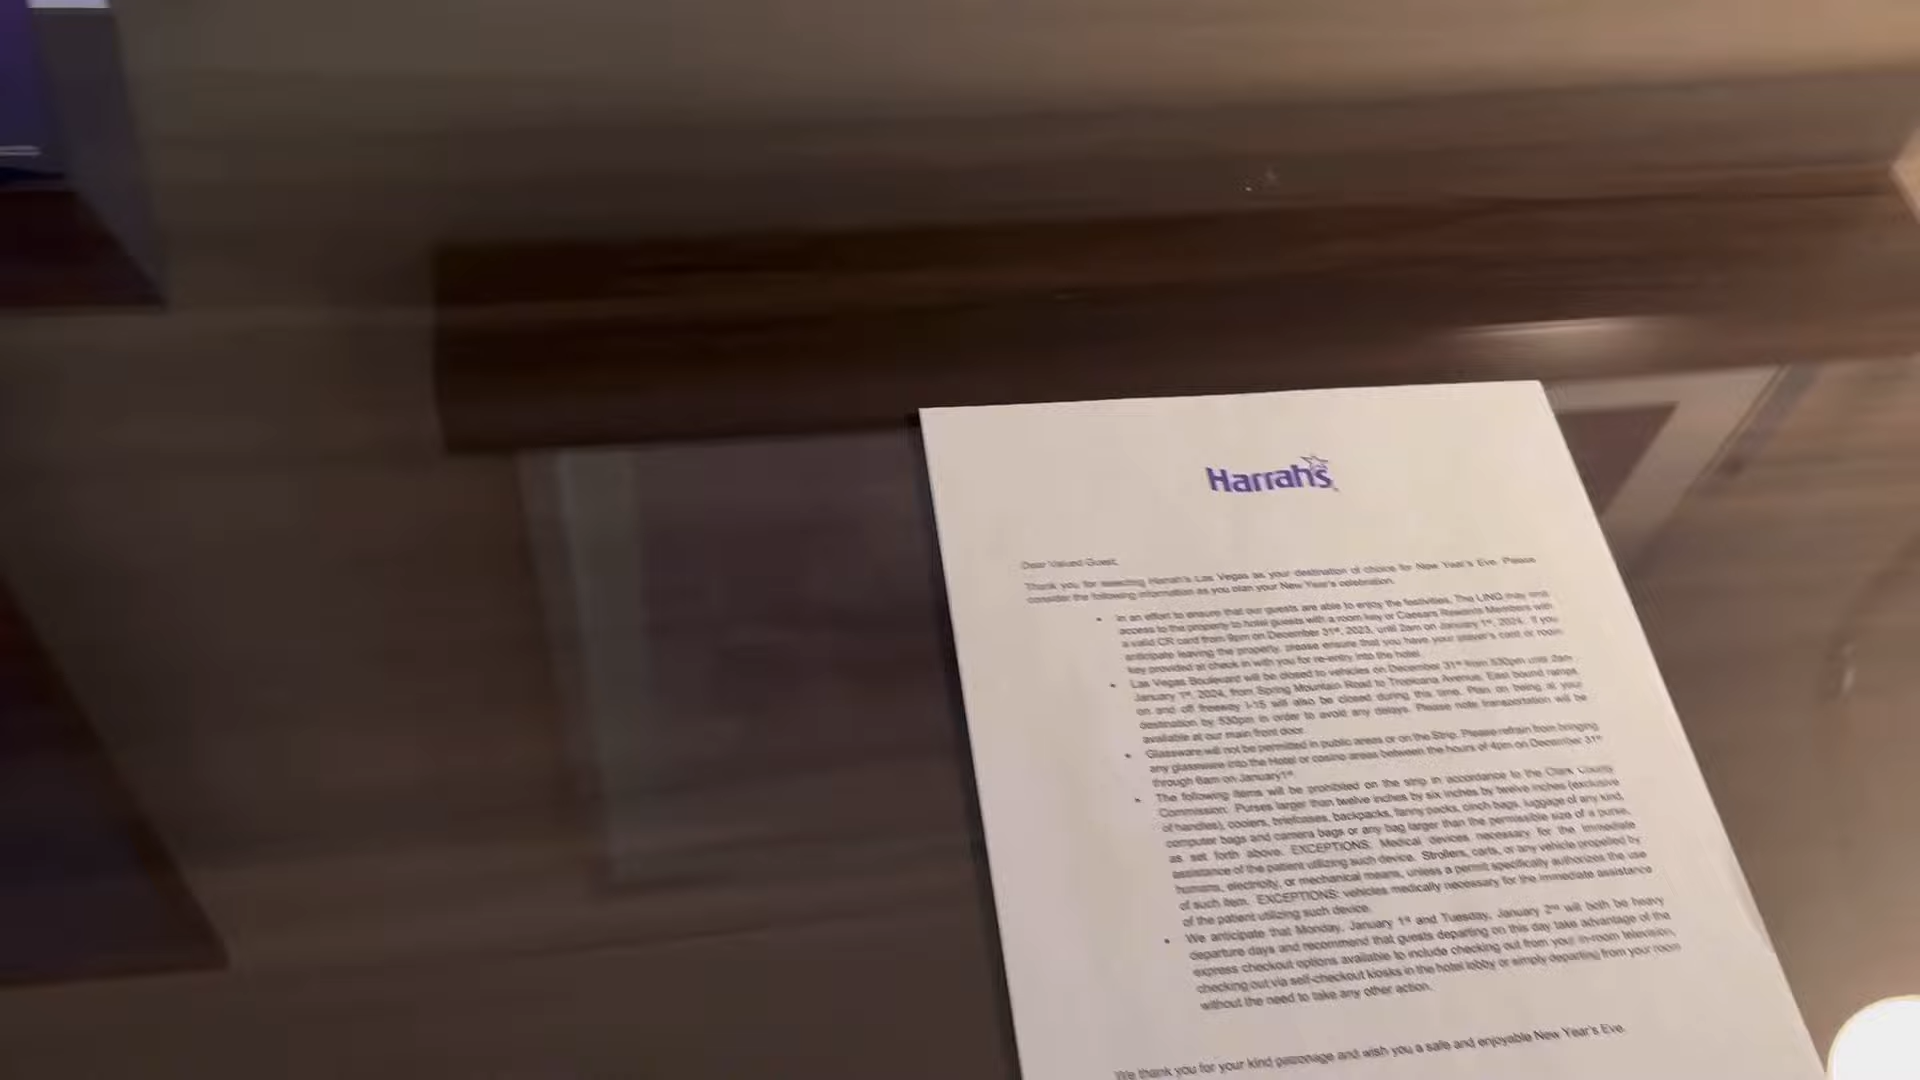 Harrah's
Dear Valued Guest,
Thank you for selecting Harrah's Las Vegas as your destination of choice for New Year's Eve. Please
consider the following information as you plan your New Year's celebration.
• In an effort to ensure that our guests are able to enjoy the festivities, The LINQ may limit
access to the property to hotel guests with a room key or Caesars Rewards Members with
a valid CR card from 9pm on December 31st, 2023, until 2am on January 1st, 2024. If you
anticipate leaving the property, please ensure that you have your player's card or room
key provided at check in with you for re-entry into the hotel.
• Las Vegas Boulevard will be closed to vehicles on December 31st from 530pm until 2am
January 1st, 2024, from Spring Mountain Road to Tropicana Avenue. East bound ramps
on and off freeway I-15 will also be closed during this time. Plan on being at your
destination by 530pm in order to avoid any delays. Please note transportation will be
available at our main front door.
• Glassware will not be permitted in public areas or on the Strip. Please refrain from bringing
any glassware into the Hotel or casino areas between the hours of 4pm on December 31st
through 6am on January1st.
• The following items will be prohibited on the strip in accordance to the Clark County
Commission: Purses larger than twelve inches by six inches by twelve inches (exclusive
of handles), coolers, briefcases, backpacks, fanny packs, cinch bags, luggage of any kind,
computer bags and camera bags or any bag larger than the permissible size of a purse,
as set forth above. EXCEPTIONS: Medical devices necessary for the immediate
assistance of the patient utilizing such device. Strollers, carts, or any vehicle propelled by
humans, electricity, or mechanical means, unless a permit specifically authorizes the use
of such item. EXCEPTIONS: vehicles medically necessary for the immediate assistance
of the patient utilizing such device.
• We anticipate that Monday, January 1st and Tuesday, January 2nd will both be heavy
departure days and recommend that guests departing on this day take advantage of the
express checkout options available to include checking out from your in-room television,
checking out via self-checkout kiosks in the hotel lobby or simply departing from your room
without the need to take any other action.
We thank you for your kind patronage and wish you a safe and enjoyable New Year's Eve.